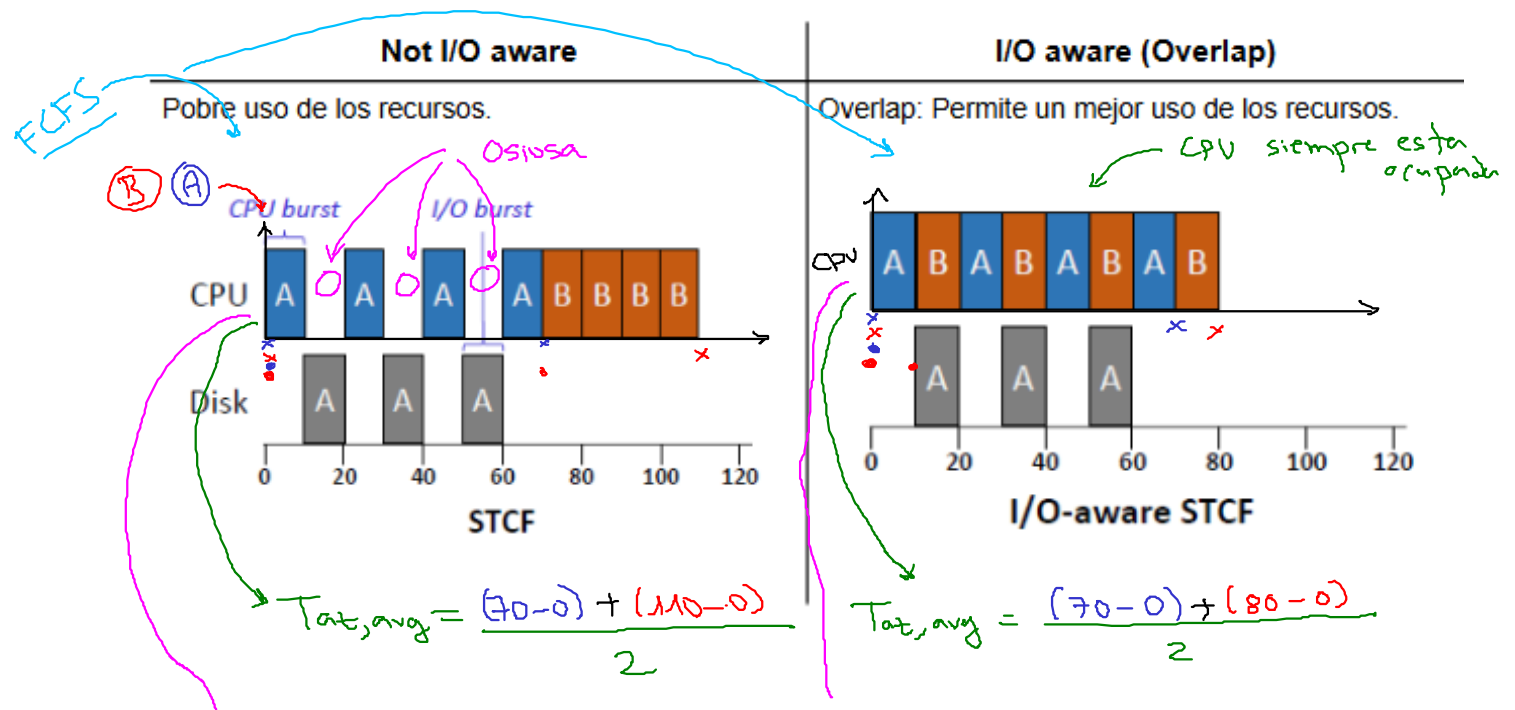 Not I/O aware
I/O aware (Overlap)
FCFS
Pobre uso de los recursos.
Overlap: Permite un mejor uso de los recursos.
Osiosa
CPU siempre esta
ocupada
B A
CPU burst I/O burst
CPU A O A O A O A B B B B
CPU A B A B A B A B
x x
x x
x x
x x
Disk A A A
A A A
0 20 40 60 80 100 120
0 20 40 60 80 100 120
STCF
I/O-aware STCF
Tat,avg = (70-0) + (110-0)
2
Tat,avg = (70-0) + (80-0)
2